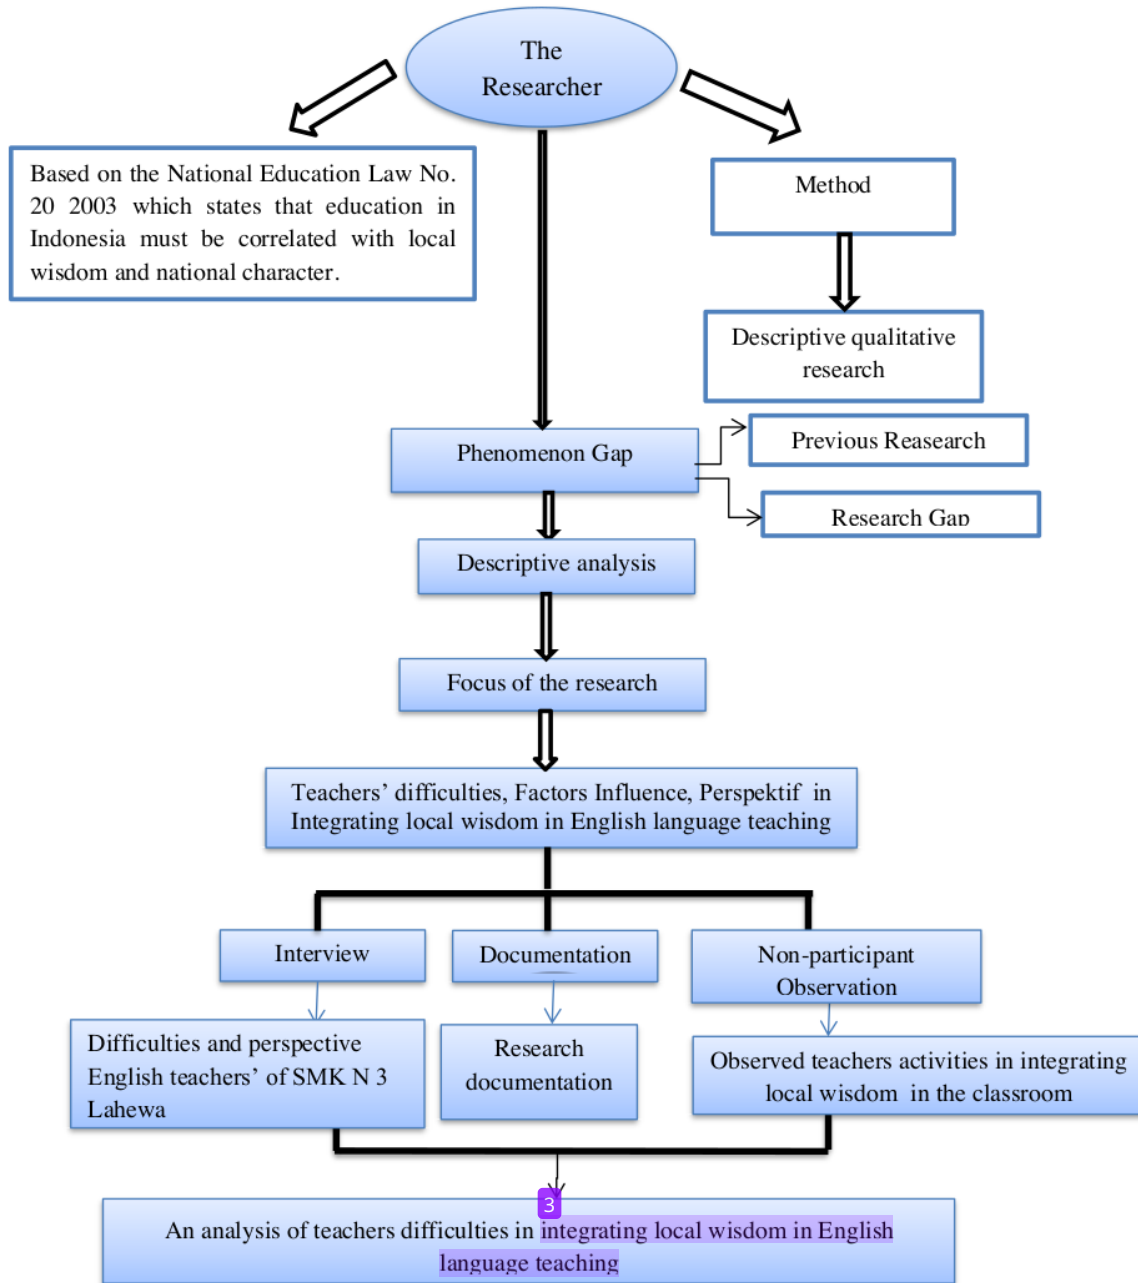 The
Researcher
Based on the National Education Law No.
20 2003 which states that education in
Indonesia must be correlated with local
wisdom and national character.
Method
Descriptive qualitative
research
Phenomenon Gap
Previous Reasearch
Research Gap
Descriptive analysis
Focus of the research
Teachers’ difficulties, Factors Influence, Perspektif in
Integrating local wisdom in English language teaching
Interview
Documentation
Non-participant
Observation
Difficulties and perspective
English teachers’ of SMK N 3
Lahewa
Research
documentation
Observed teachers activities in integrating
local wisdom in the classroom
3
An analysis of teachers difficulties in integrating local wisdom in English
language teaching